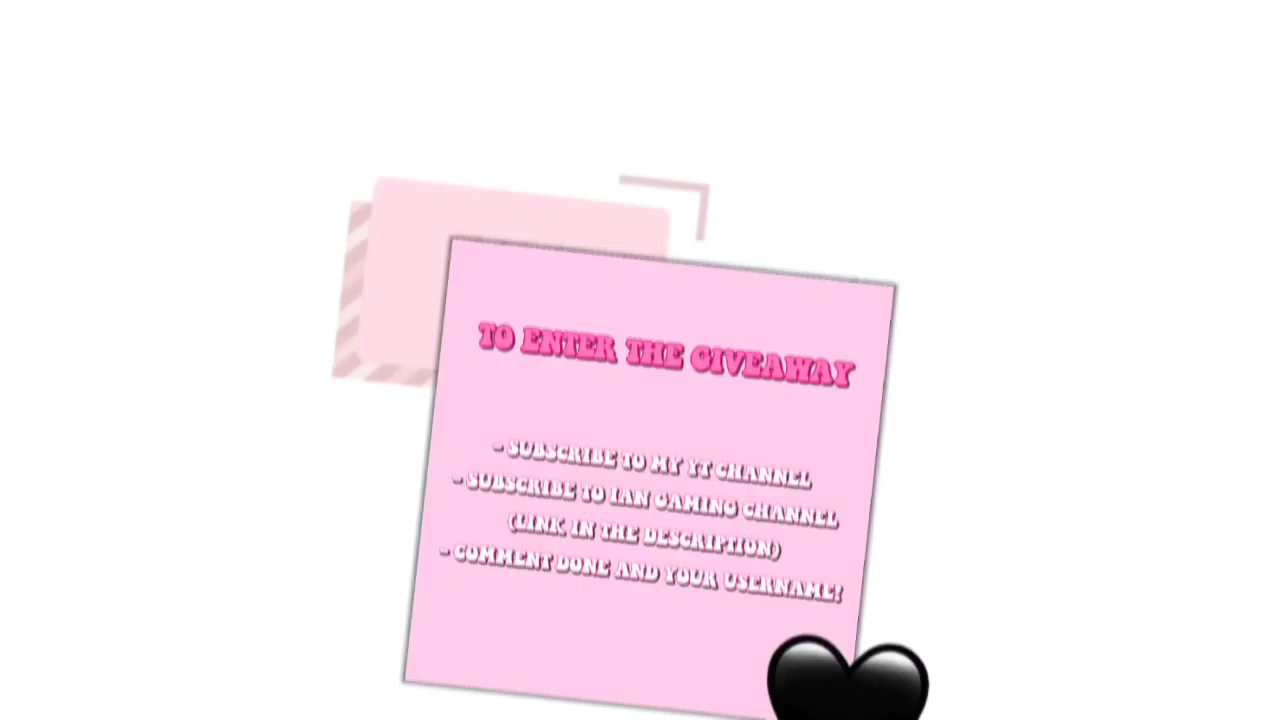 TO ENTER THE GIVEAWAY
- SUBSCRIBE TO MY YT CHANNEL
- SUBSCRIBE TO IAN GAMING CHANNEL
(LINK IN THE DESCRIPTION)
- COMMENT DONE AND YOUR USERNAME!